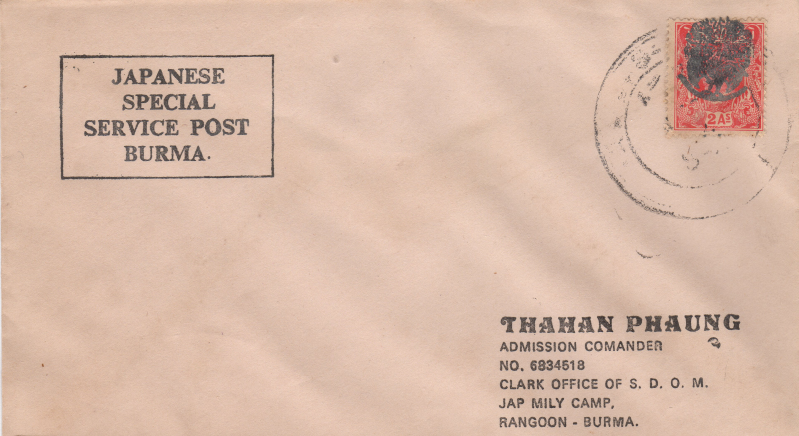 JAPANESE
SPECIAL
SERVICE POST
BURMA.
2AS
THAHAN PHAUNG
ADMISSION COMANDER
NO. 6834518
CLARK OFFICE OF S. D. O. M.
JAP MILY CAMP,
RANGOON - BURMA.